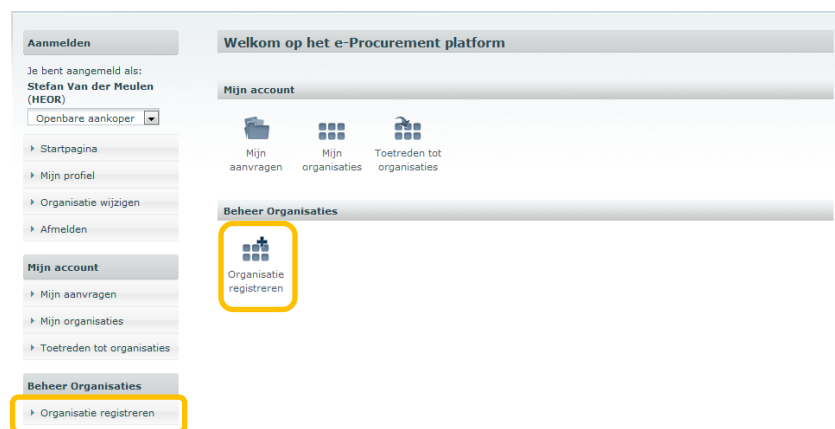 Aanmelden
Je bent aangemeld als:
Stefan Van der Meulen
(HEOR)
Openbare aankoper
Startpagina
Mijn profiel
Organisatie wijzigen
Afmelden
Mijn account
Mijn aanvragen
Mijn organisaties
Toetreden tot organisaties
Beheer Organisaties
Organisatie registreren
Welkom op het e-Procurement platform
Mijn account
Mijn
aanvragen
Mijn
organisaties
Toetreden tot
organisaties
Beheer Organisaties
Organisatie
registreren